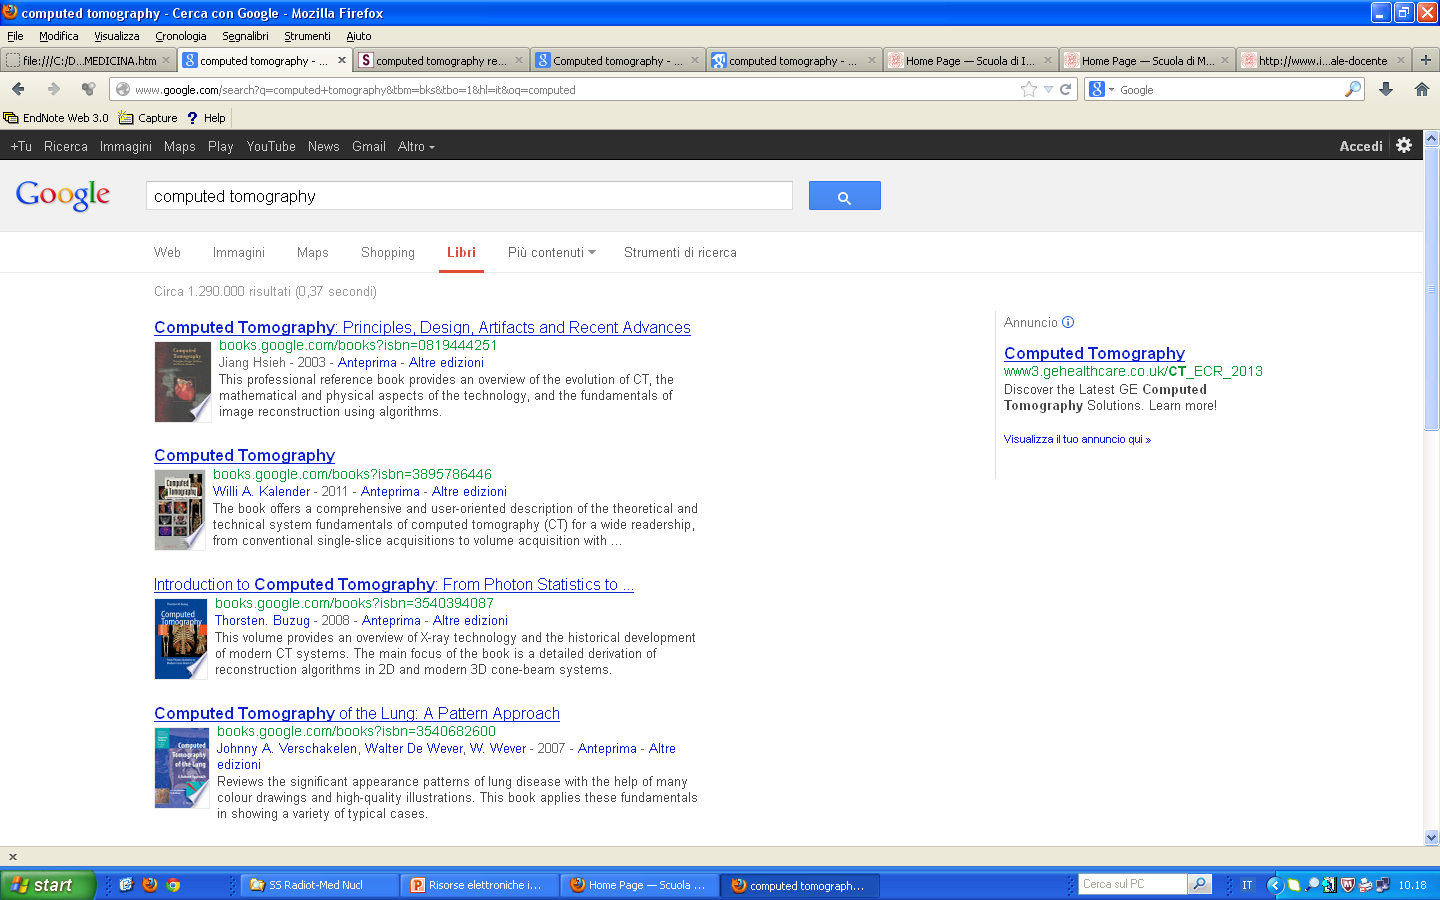 computed tomography - Cerca con Google - Mozilla Firefox
File Modifica Visualizza Cronologia Segnalibri Strumenti Aiuto
file:///C:/D...MEDICINA.htm
computed tomography - ...
computed tomography re...
Computed tomography - ...
computed tomography - ...
Home Page — Scuola di I...
Home Page — Scuola di M...
http://www.i...ale-docente
www.google.com/search?q=computed+tomography&tbm=bks&tbo=1&hl=it&oq=computed
Google
EndNote Web 3.0 Capture ? Help
+Tu Ricerca Immagini Maps Play YouTube News Gmail Altro
Accedi
Google
computed tomography
Web Immagini Maps Shopping Libri Più contenuti Strumenti di ricerca
Circa 1.290.000 risultati (0,37 secondi)
Computed Tomography: Principles, Design, Artifacts and Recent Advances
books.google.com/books?isbn=0819444251
Jiang Hsieh - 2003 - Anteprima - Altre edizioni
This professional reference book provides an overview of the evolution of CT, the
mathematical and physical aspects of the technology, and the fundamentals of
image reconstruction using algorithms.
Computed Tomography
books.google.com/books?isbn=3895786446
Willi A. Kalender - 2011 - Anteprima - Altre edizioni
The book offers a comprehensive and user-oriented description of the theoretical and
technical system fundamentals of computed tomography (CT) for a wide readership,
from conventional single-slice acquisitions to volume acquisition with ...
Computed
Tomography
Introduction to Computed Tomography: From Photon Statistics to ...
books.google.com/books?isbn=3540394087
Thorsten. Buzug - 2008 - Anteprima - Altre edizioni
This volume provides an overview of X-ray technology and the historical development
of modern CT systems. The main focus of the book is a detailed derivation of
reconstruction algorithms in 2D and modern 3D cone-beam systems.
Computed
Tomography
Computed Tomography of the Lung: A Pattern Approach
books.google.com/books?isbn=3540682600
Johnny A. Verschakelen, Walter De Wever, W. Wever - 2007 - Anteprima - Altre
edizioni
Reviews the significant appearance patterns of lung disease with the help of many
colour drawings and high-quality illustrations. This book applies these fundamentals
in showing a variety of typical cases.
Computed
Tomography
of the Lung
Annuncio
Computed Tomography
www3.gehealthcare.co.uk/CT_ECR_2013
Discover the Latest GE Computed
Tomography Solutions. Learn more!
Visualizza il tuo annuncio qui »
start
SS Radiot-Med Nucl
Risorse elettroniche i...
Home Page — Scuola ...
computed tomograph...
Cerca sul PC
IT
10.18